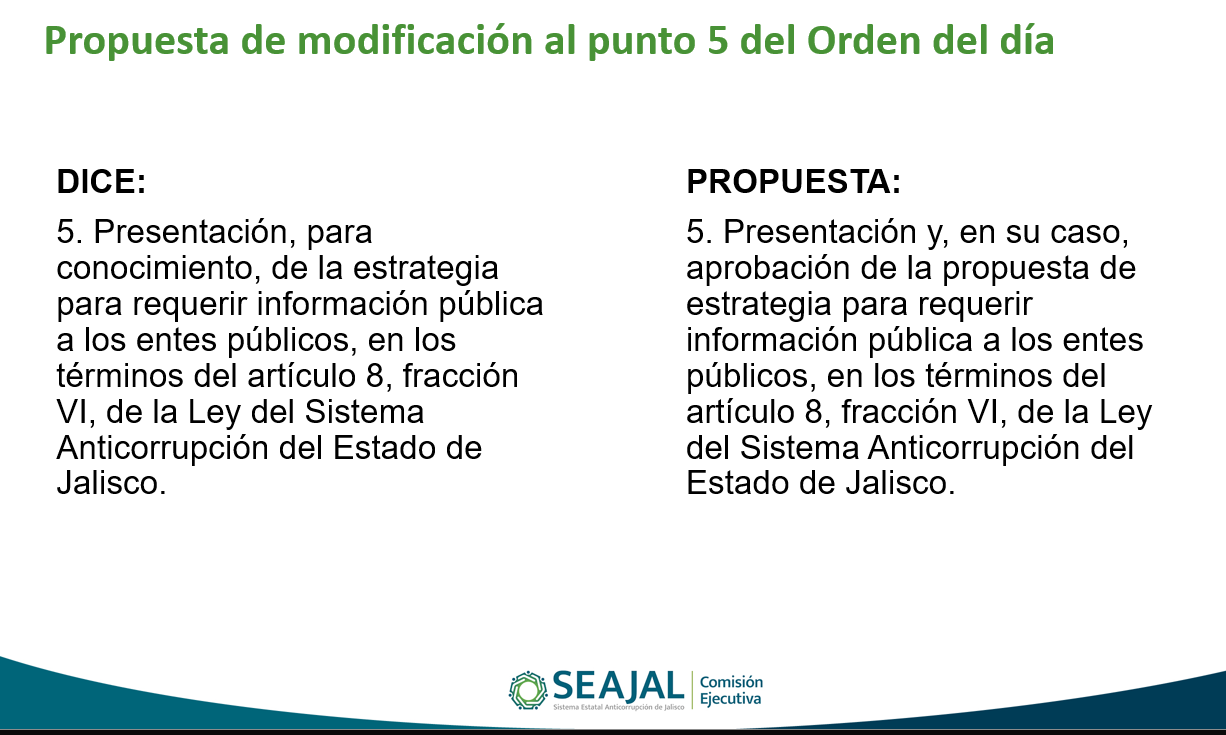 Propuesta de modificación al punto 5 del Orden del día
DICE:
5. Presentación, para
conocimiento, de la estrategia
para requerir información pública
a los entes públicos, en los
términos del artículo 8, fracción
VI, de la Ley del Sistema
Anticorrupción del Estado de
Jalisco.
PROPUESTA:
5. Presentación y, en su caso,
aprobación de la propuesta de
estrategia para requerir
información pública a los entes
públicos, en los términos del
artículo 8, fracción VI, de la Ley
del Sistema Anticorrupción del
Estado de Jalisco.
SEAJAL
Sistema Estatal Anticorrupción de Jalisco
Comisión
Ejecutiva